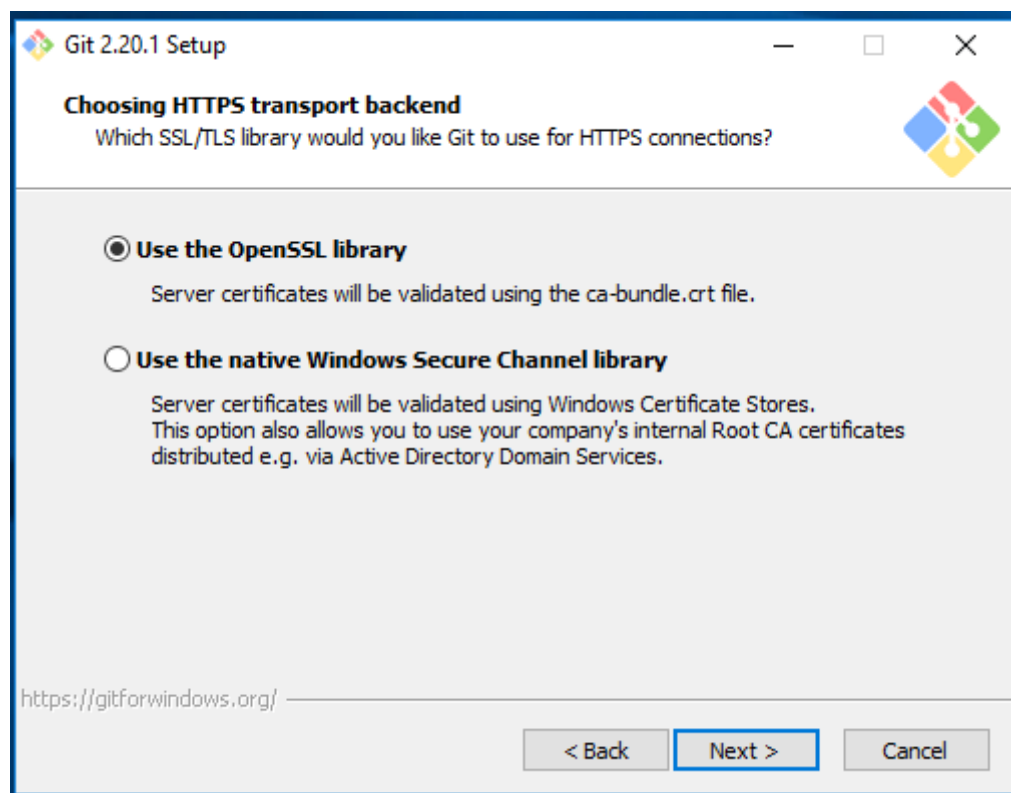 Git 2.20.1 Setup
Choosing HTTPS transport backend
Which SSL/TLS library would you like Git to use for HTTPS connections?
Use the OpenSSL library
Server certificates will be validated using the ca-bundle.crt file.
Use the native Windows Secure Channel library
Server certificates will be validated using Windows Certificate Stores.
This option also allows you to use your company's internal Root CA certificates
distributed e.g. via Active Directory Domain Services.
https://gitforwindows.org/
< Back Next > Cancel